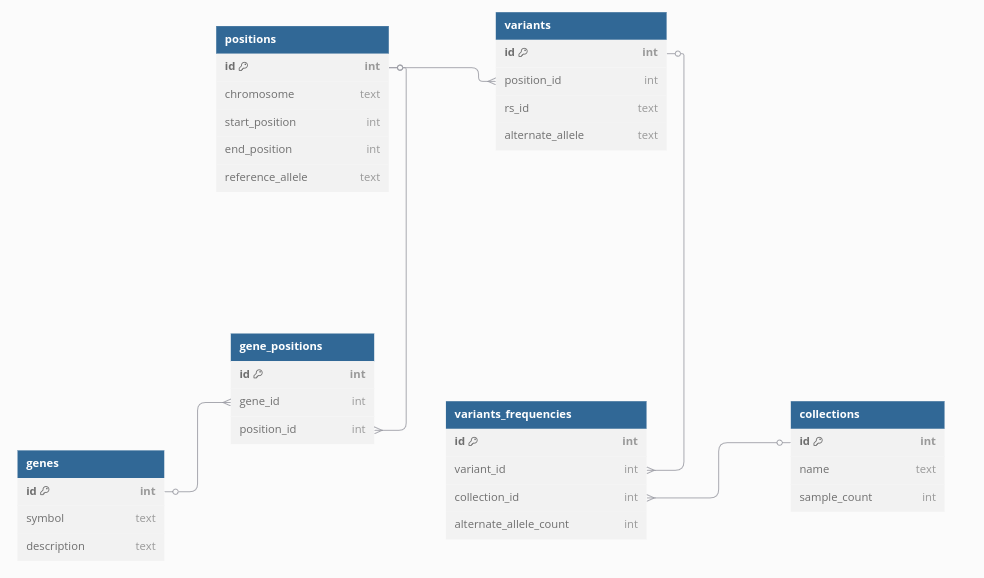 positions
id int
chromosome text
start_position int
end_position int
reference_allele text
variants
id int
position_id int
rs_id text
alternate_allele text
gene_positions
id int
gene_id int
position_id int
genes
id int
symbol text
description text
variants_frequencies
id int
variant_id int
collection_id int
alternate_allele_count int
collections
id int
name text
sample_count int